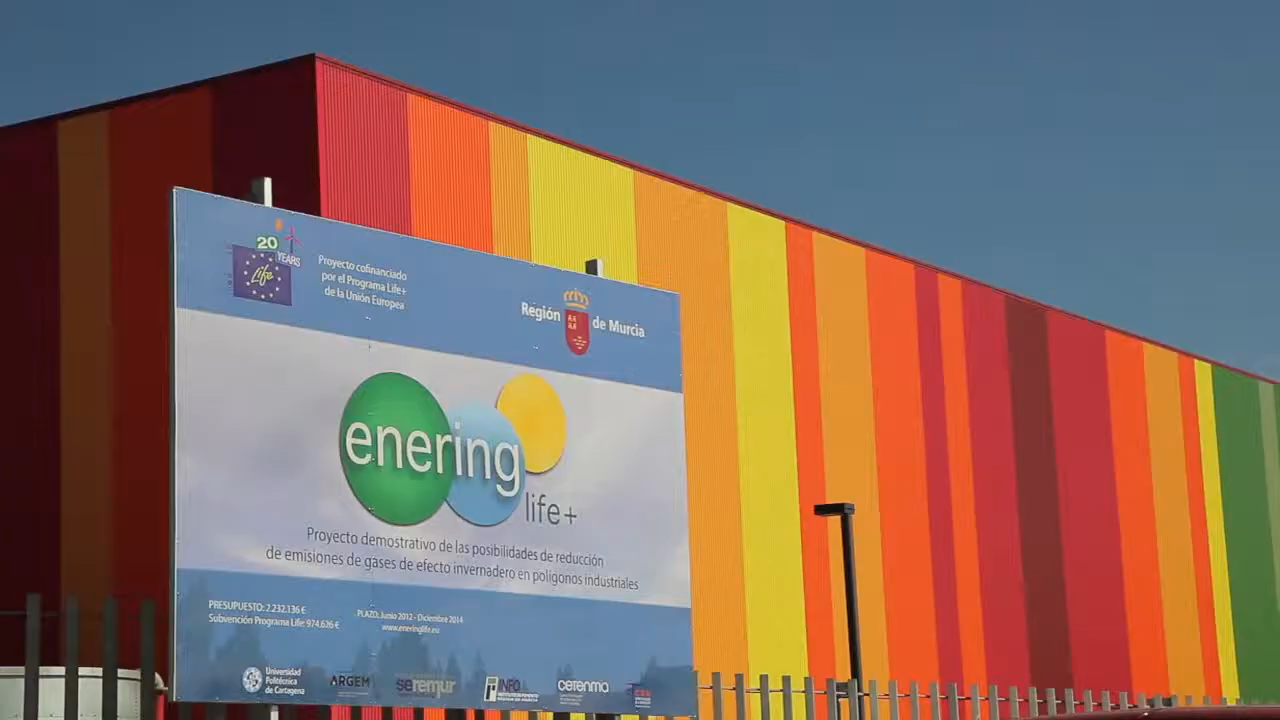 20
YEARS
Life
Proyecto cofinanciado
por el Programa Life+
de la Unión Europea
Región de Murcia
enering
life+
Proyecto demostrativo de las posibilidades de reducción
de emisiones de gases de efecto invernadero en polígonos industriales
PRESUPUESTO: 2.232.136 €
Subvención Programa Life: 974,626 €
PLAZO: Junio 2012 - Diciembre 2014
www.eneringlife.eu
Universidad
Politécnica
de Cartagena
ARGEM
seremur
INFO
cetenma